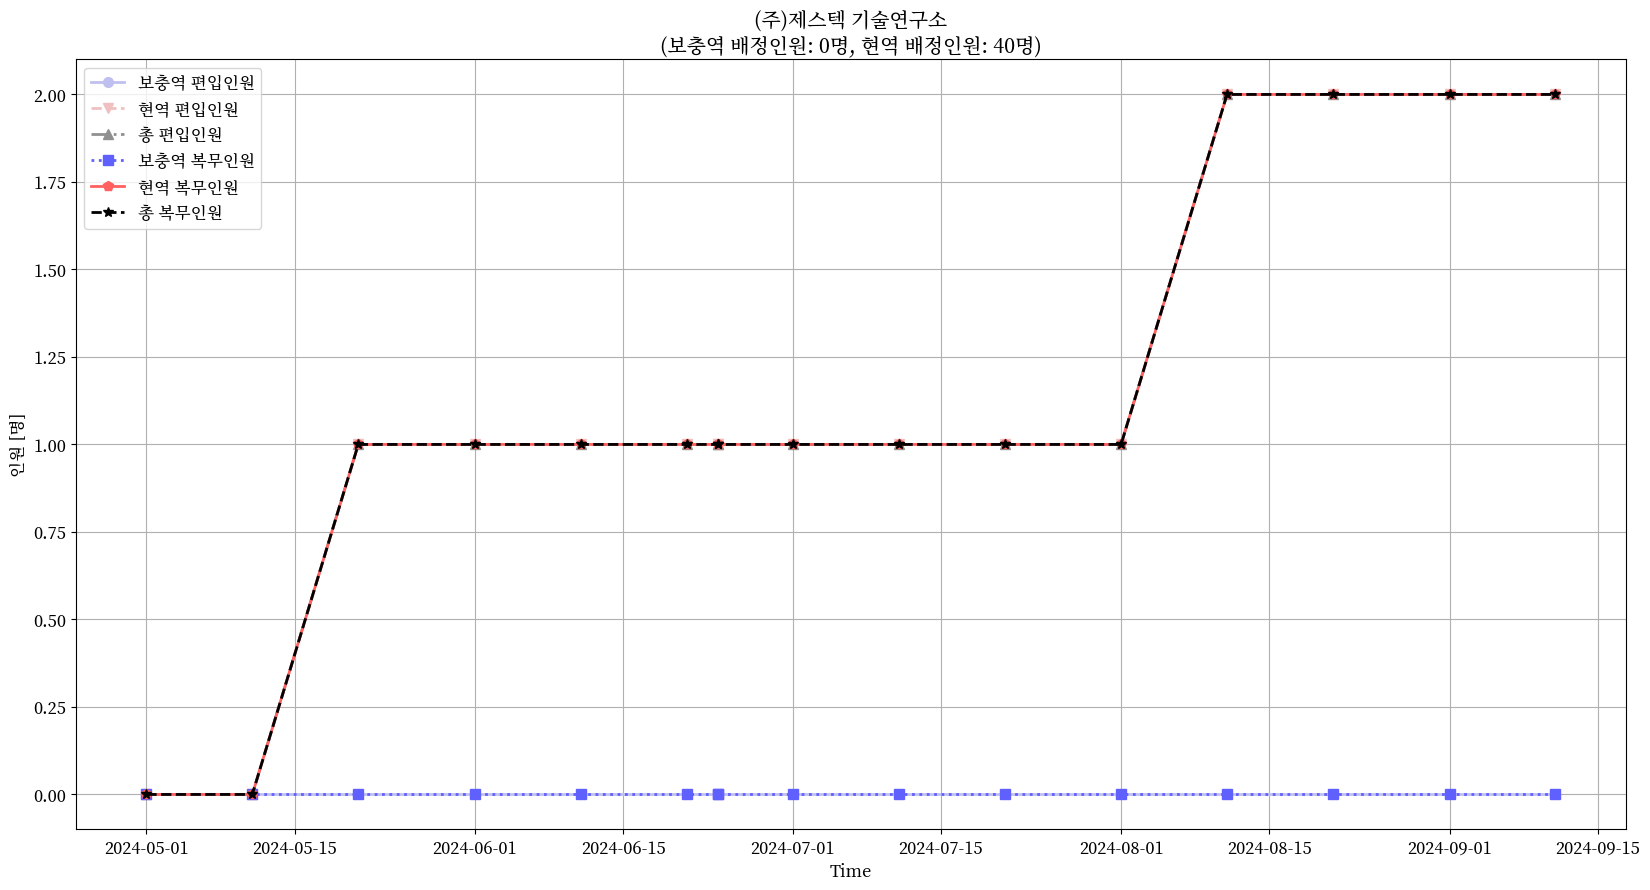 (주)제스텍 기술연구소
(보충역 배정인원: 0명, 현역 배정인원: 40명)
보충역 편입인원
현역 편입인원
총 편입인원
보충역 복무인원
현역 복무인원
총 복무인원
인원 [명]
2.00
1.75
1.50
1.25
1.00
0.75
0.50
0.25
0.00
2024-05-01 2024-05-15 2024-06-01 2024-06-15 2024-07-01 2024-07-15 2024-08-01 2024-08-15 2024-09-01 2024-09-15
Time